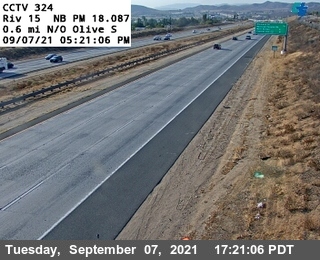 CCTV 324
Riv 15 NB PM 18.087
0.6 mi N/O Olive S
09/07/21 05:21:06 PM
Tuesday, September 07, 2021 17:21:06 PDT